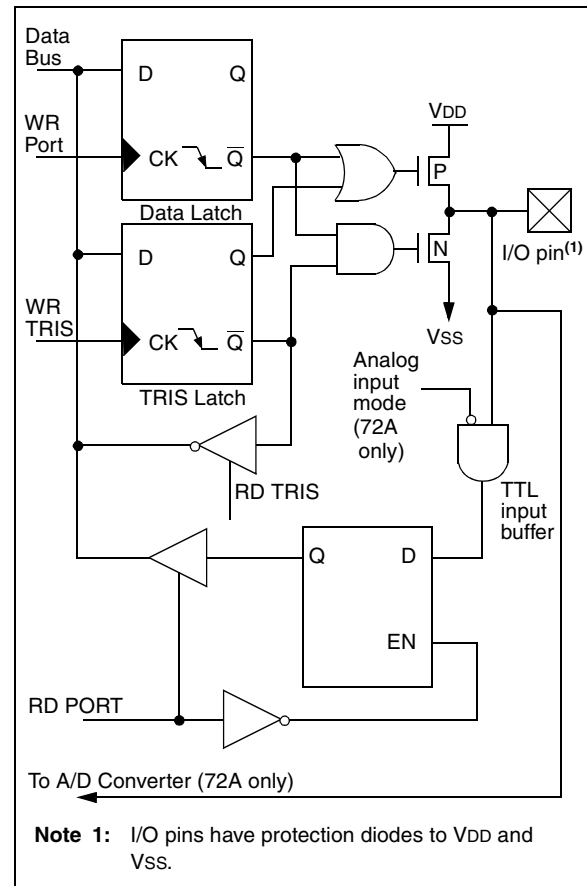 Data
Bus
D
Q
WR
Port
CK
Q
VDD
P
Data Latch
I/O pin(1)
N
D
Q
WR
TRIS
CK
Q
VSS
TRIS Latch
Analog
input
mode
(72A
only)
RD TRIS
TTL
input
buffer
Q
D
EN
RD PORT
To A/D Converter (72A only)
Note 1: I/O pins have protection diodes to VDD and
VSS.